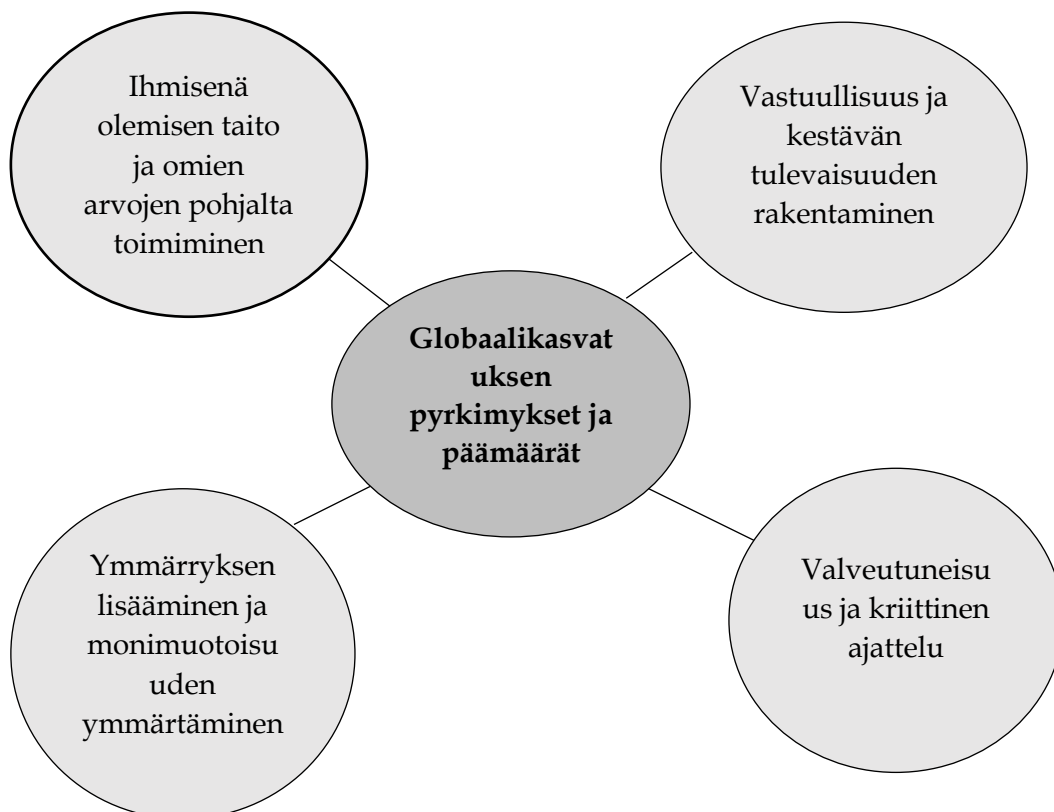 Ihmisenä
olemisen taito
ja omien
arvojen pohjalta
toimiminen
Vastuullisuus ja
kestävän
tulevaisuuden
rakentaminen
Globaalikasvat
uksen
pyrkimykset ja
päämäärät
Ymmärryksen
lisääminen ja
monimuotoisu
uden
ymmärtäminen
Valveutuneisu
us ja kriittinen
ajattelu